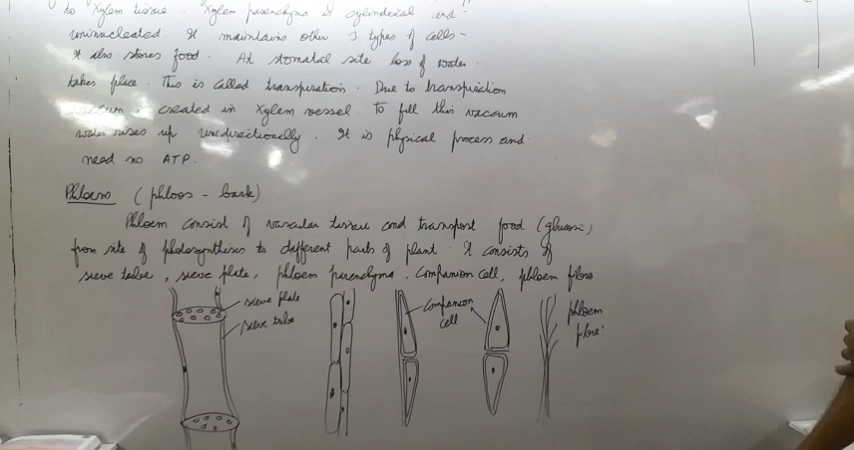 to Xylem tissue. Xylem parenchyma is cylinderical and
uninucleated. It maintains other 3 types of cells-
It also stores food. At stomatal site loss of water
takes place. This is called transpiration. Due to transpiration
is created in Xylem vessel. To fill this vacuum
water rises up unidirectionally. It is physical process and
need no ATP.
Phloem (phloos - bark)
Phloem consist of vascular tissue and transport food (glucose)
from site of photosynthesis to different parts of plant. It consists of
sieve tube, sieve plate, phloem parenchyma, Companion Cell, phloem fibre
sieve plate
sieve tube
Companion
cell
phloem
fibre